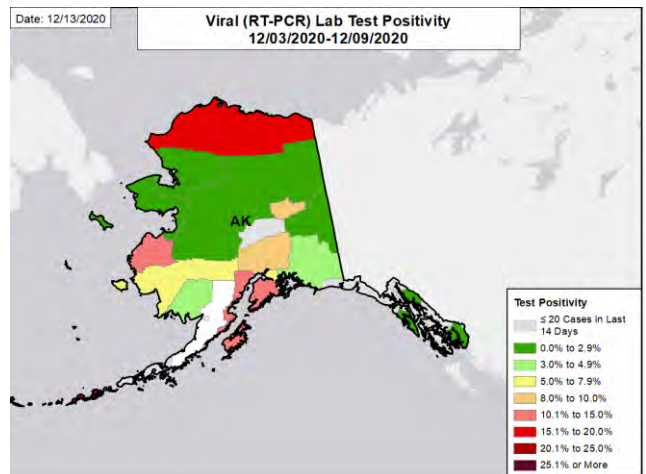 Date: 12/13/2020
Viral (RT-PCR) Lab Test Positivity
12/03/2020-12/09/2020
AK
Test Positivity
≤ 20 Cases in Last
14 Days
0.0% to 2.9%
3.0% to 4.9%
5.0% to 7.9%
8.0% to 10.0%
10.1% to 15.0%
15.1% to 20.0%
20.1% to 25.0%
25.1% or More